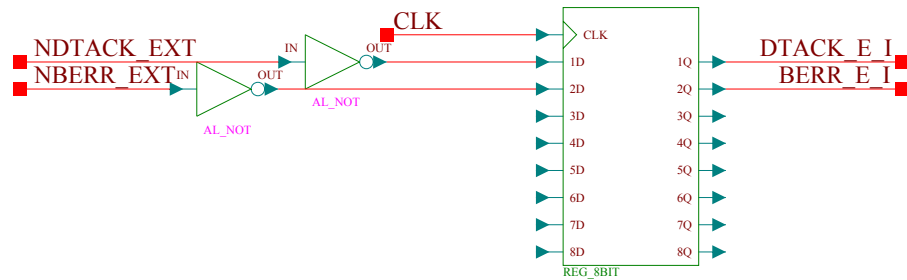 CLK
NDTACK_EXT
IN
OUT
CLK
NBERR_EXT
IN
OUT
AL_NOT
AL_NOT
1D
1Q
DTACK_E_I
2D
2Q
BERR_E_I
3D
3Q
4D
4Q
5D
5Q
6D
6Q
7D
7Q
8D
8Q
REG_8BIT